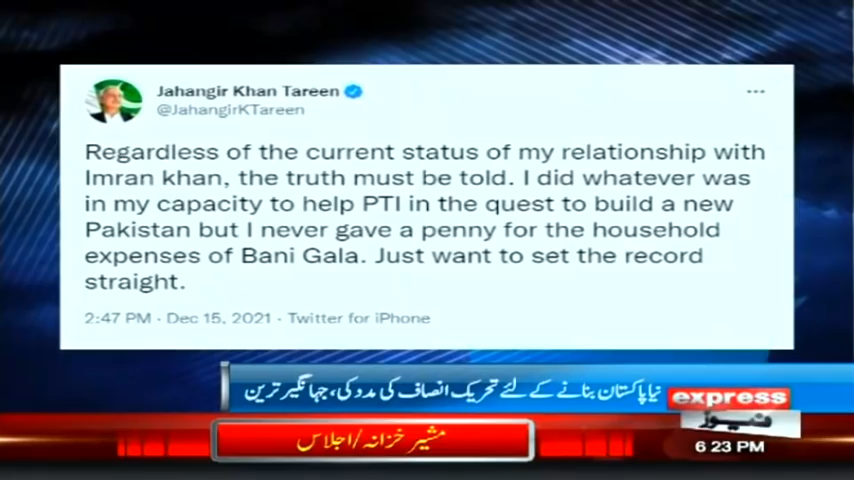 Jahangir Khan Tareen
@JahangirKTareen
Regardless of the current status of my relationship with
Imran khan, the truth must be told. I did whatever was
in my capacity to help PTI in the quest to build a new
Pakistan but I never gave a penny for the household
expenses of Bani Gala. Just want to set the record
straight.
2:47 PM · Dec 15, 2021 · Twitter for iPhone
نیا پاکستان بنانے کے لئے تحریک انصاف کی مدد کی، جہانگیر ترین
express
نیوز
6:23 PM
مشیر خزانہ/اجلاس